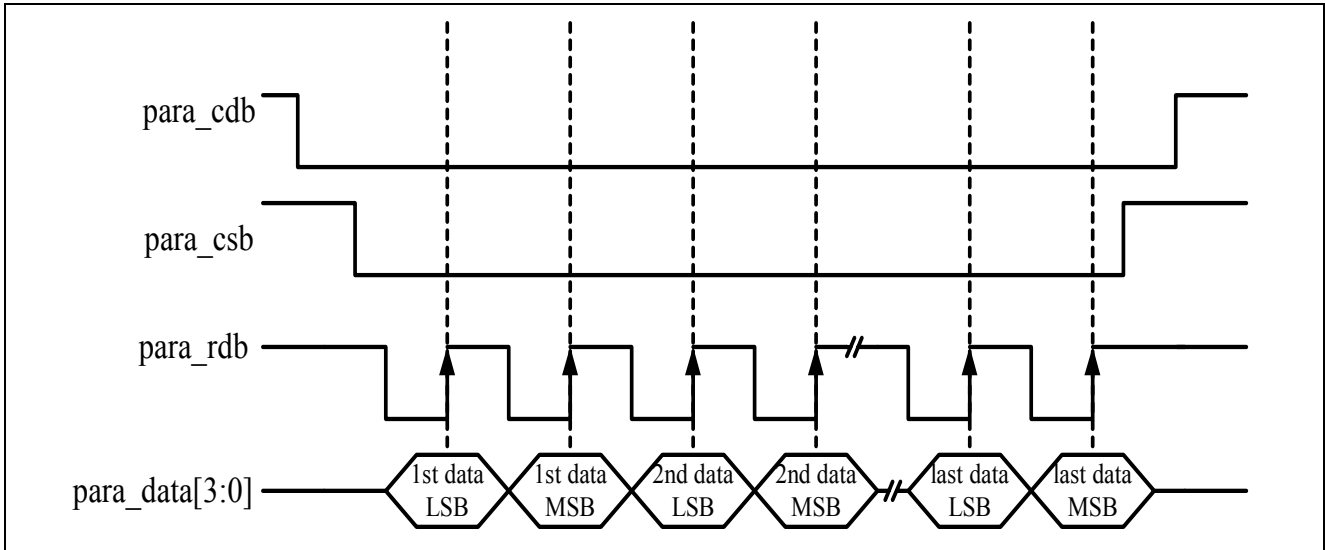 para_cdb
para_csb
para_rdb
para_data[3:0]
1st data
LSB
1st data
MSB
2nd data
LSB
2nd data
MSB
last data
LSB
last data
MSB